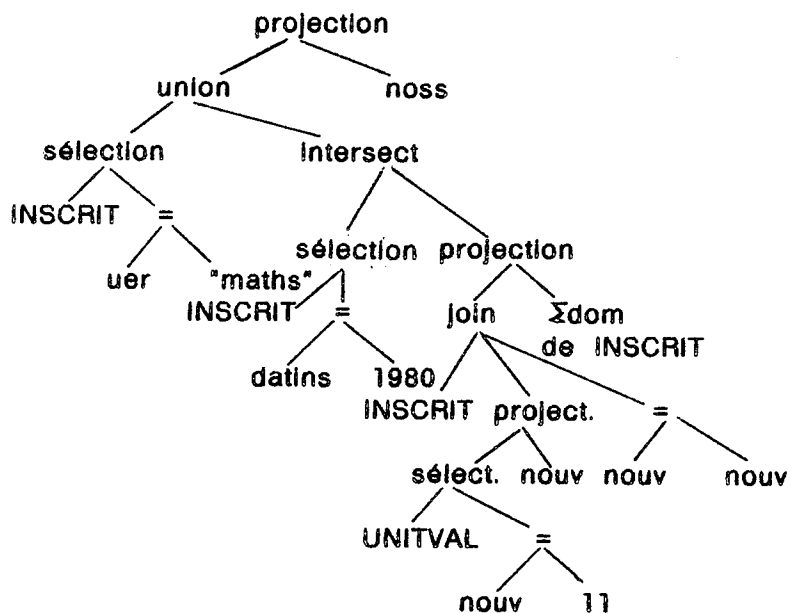 projection
union noss
sélection intersect
INSCRIT =
sélection projection
uer "maths"
INSCRIT = join Σdom
de INSCRIT
datins 1980
INSCRIT project. =
sélect. nouv nouv nouv
UNITVAL =
nouv 11